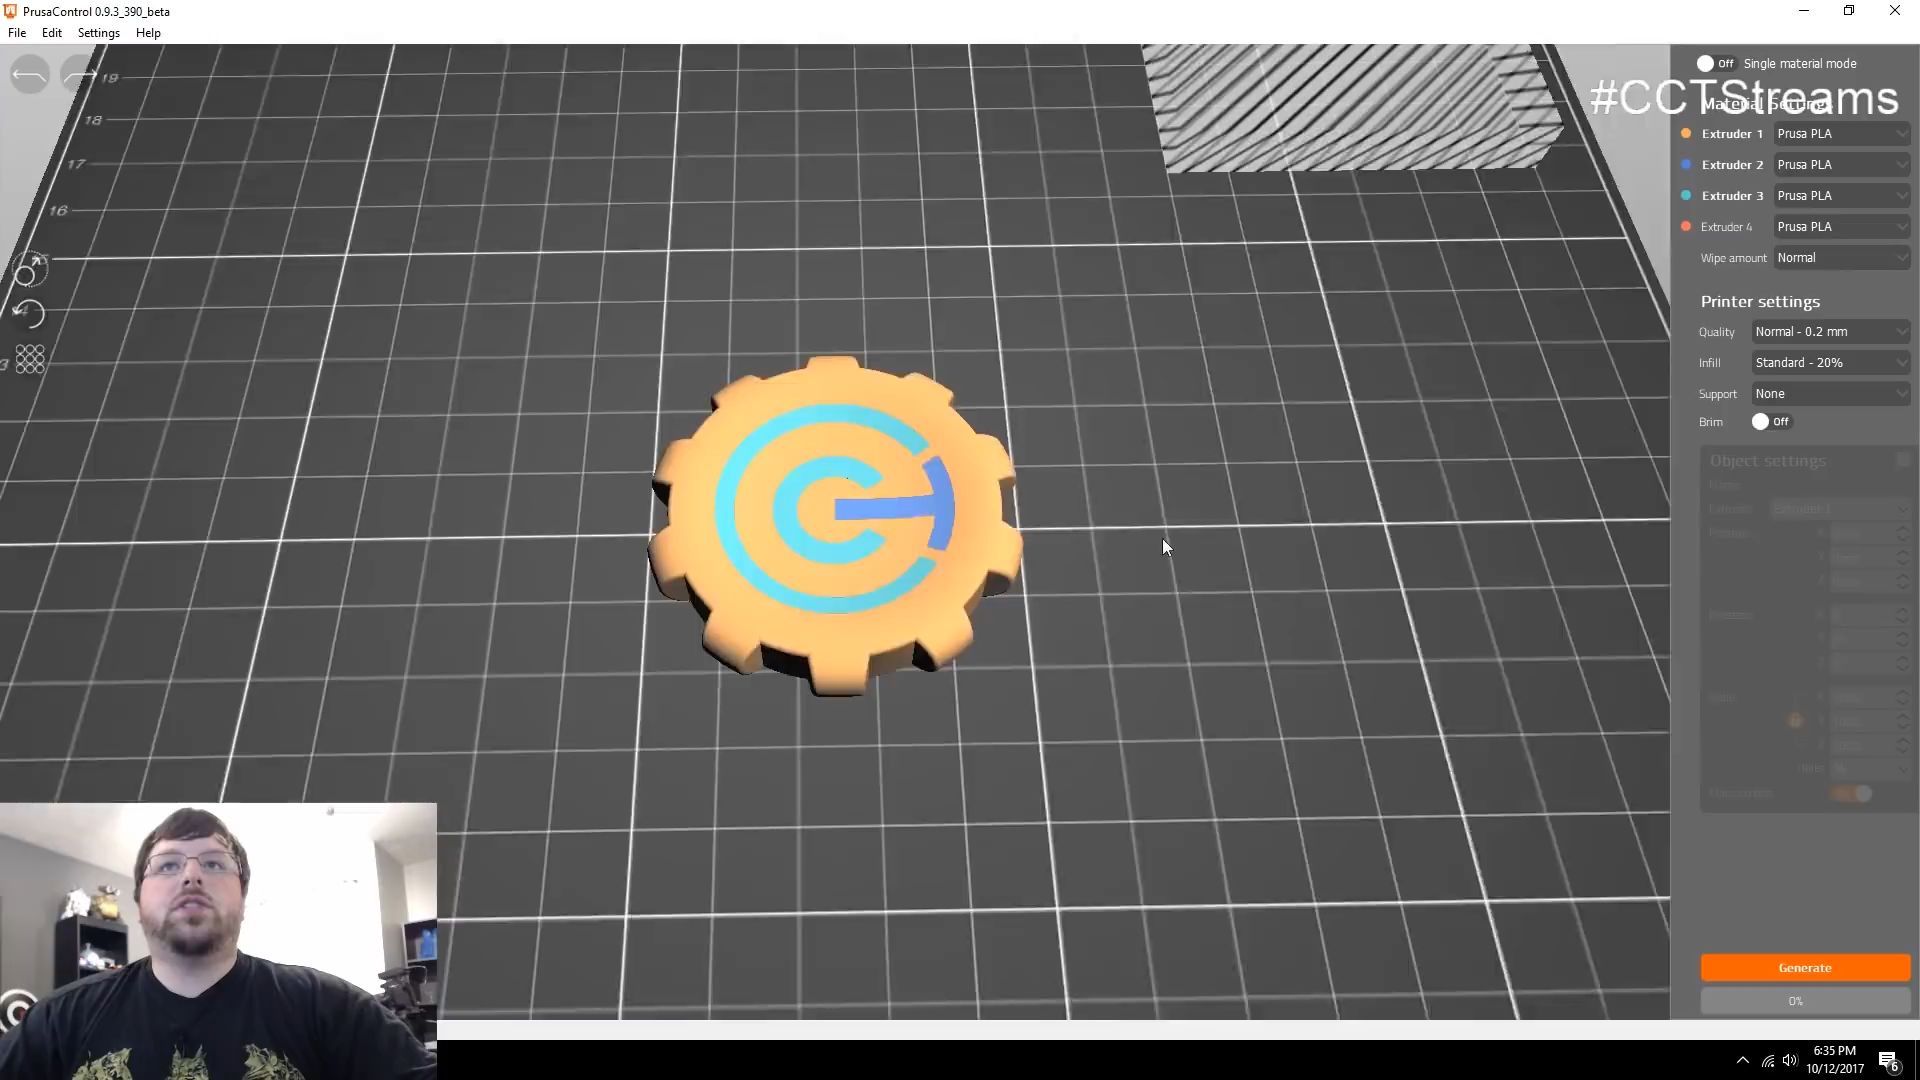 PrusaControl 0.9.3_390_beta
File Edit Settings Help
19
18
17
16
Off Single material mode
#CCTStreams
Material Settings
Extruder 1 Prusa PLA
Extruder 2 Prusa PLA
Extruder 3 Prusa PLA
Extruder 4 Prusa PLA
Wipe amount Normal
Printer settings
Quality Normal - 0.2 mm
Infill Standard - 20%
Support None
Brim Off
Object settings
Generate
0%
6:35 PM
10/12/2017
6